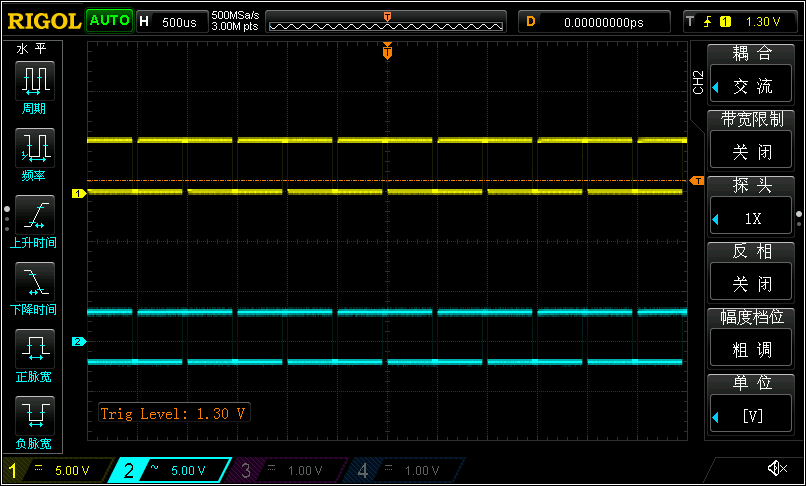 RIGOL AUTO H 500us 500MSa/s D 0.00000000ps T 1 1.30 V
3.00M pts
T
水 平
周期
频率
上升时间
下降时间
正脉宽
负脉宽
T
1
2
T
Trig Level: 1.30 V
CH2
耦 合
交 流
带宽限制
关 闭
探 头
1X
反 相
关 闭
幅度档位
粗 调
单 位
[V]
1 5.00 V
2 5.00 V
3 1.00 V
4 1.00 V